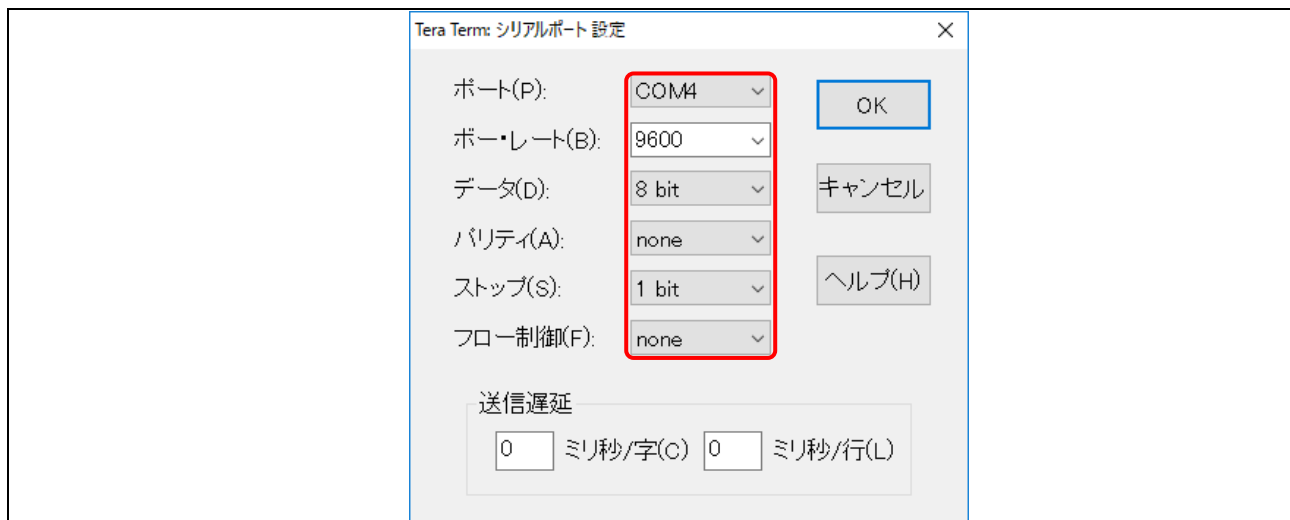 Tera Term: シリアルポート 設定
ポート(P): COM4
OK
ボー・レート(B): 9600
データ(D): 8 bit
キャンセル
パリティ(A): none
ストップ(S): 1 bit
ヘルプ(H)
フロー制御(F): none
送信遅延
0 ミリ秒/字(C) 0 ミリ秒/行(L)